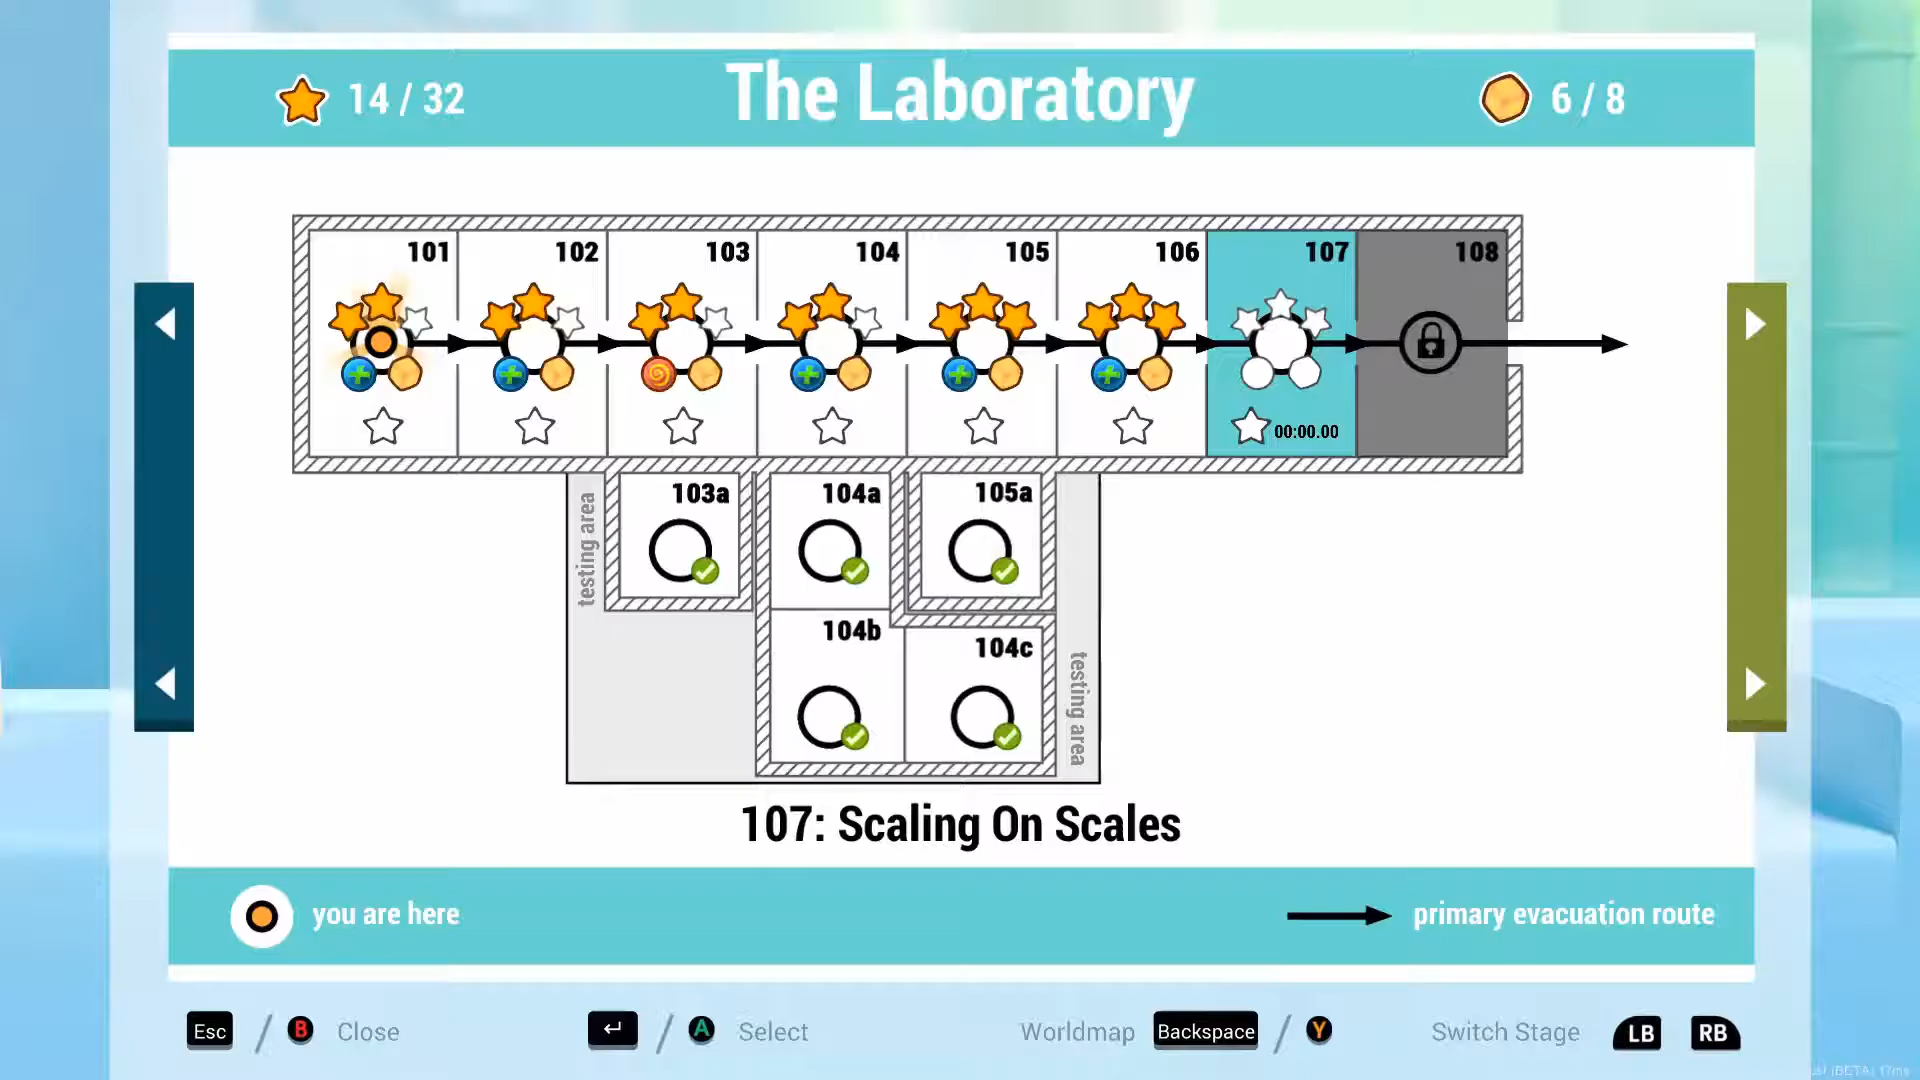 14 / 32
The Laboratory
6 / 8
101
102
103
104
105
106
107
108
00:00.00
103a
104a
105a
104b
104c
testing area
testing area
107: Scaling On Scales
you are here
primary evacuation route
Esc / B Close
/ A Select
Worldmap Backspace / Y
Switch Stage LB RB
(BETA) 17ms